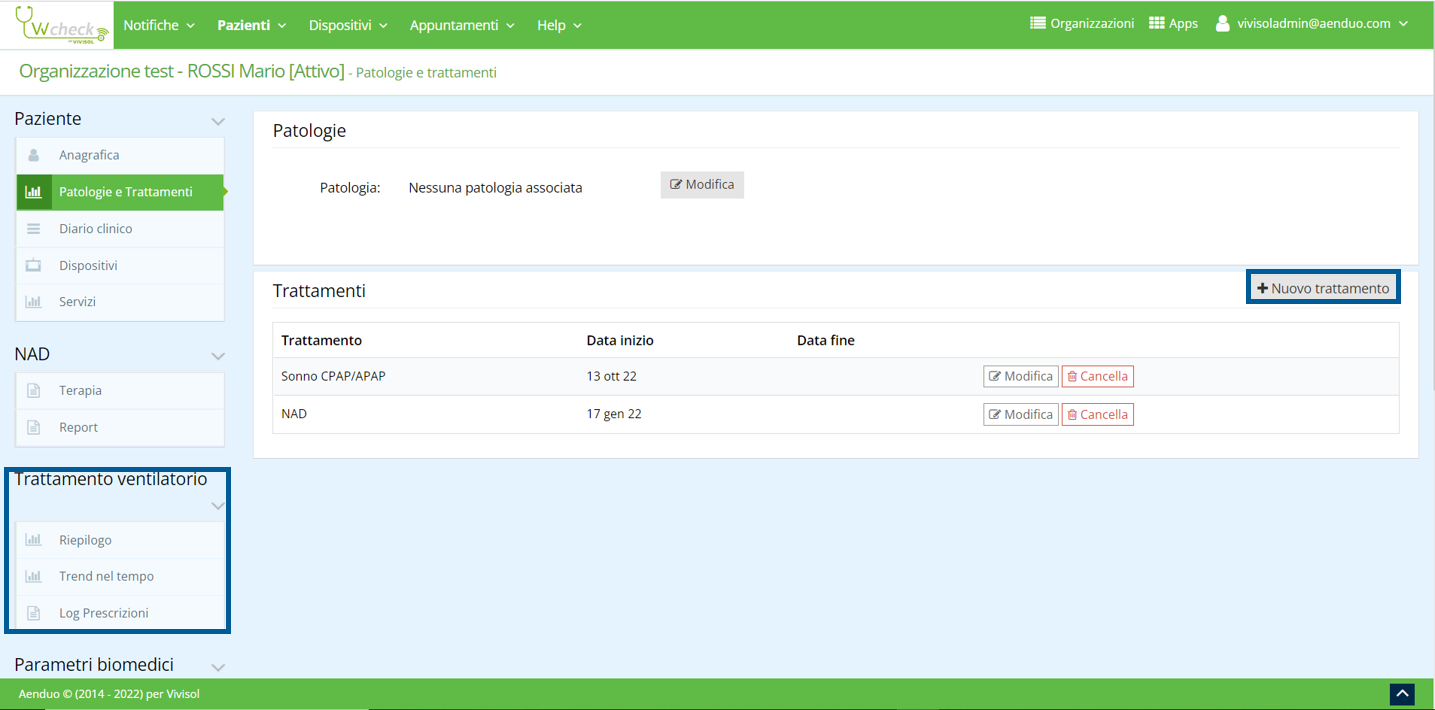 Wcheck
BY VIVISOL
Notifiche
Pazienti
Dispositivi
Appuntamenti
Help
Organizzazioni
Apps
vivisoladmin@aenduo.com
Organizzazione test - ROSSI Mario [Attivo] - Patologie e trattamenti
Paziente
Anagrafica
Patologie e Trattamenti
Diario clinico
Dispositivi
Servizi
NAD
Terapia
Report
Trattamento ventilatorio
Riepilogo
Trend nel tempo
Log Prescrizioni
Parametri biomedici
Patologie
Patologia: Nessuna patologia associata Modifica
Trattamenti
Nuovo trattamento
Trattamento Data inizio Data fine
Sonno CPAP/APAP 13 ott 22 Modifica Cancella
NAD 17 gen 22 Modifica Cancella
Aenduo © (2014 - 2022) per Vivisol